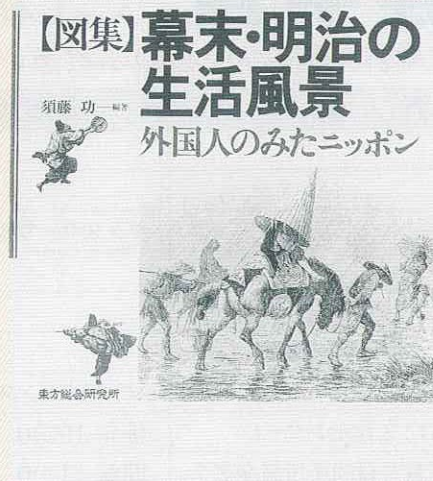 【図集】幕末・明治の
生活風景
須藤 功―編著
外国人のみたニッポン
東方総合研究所